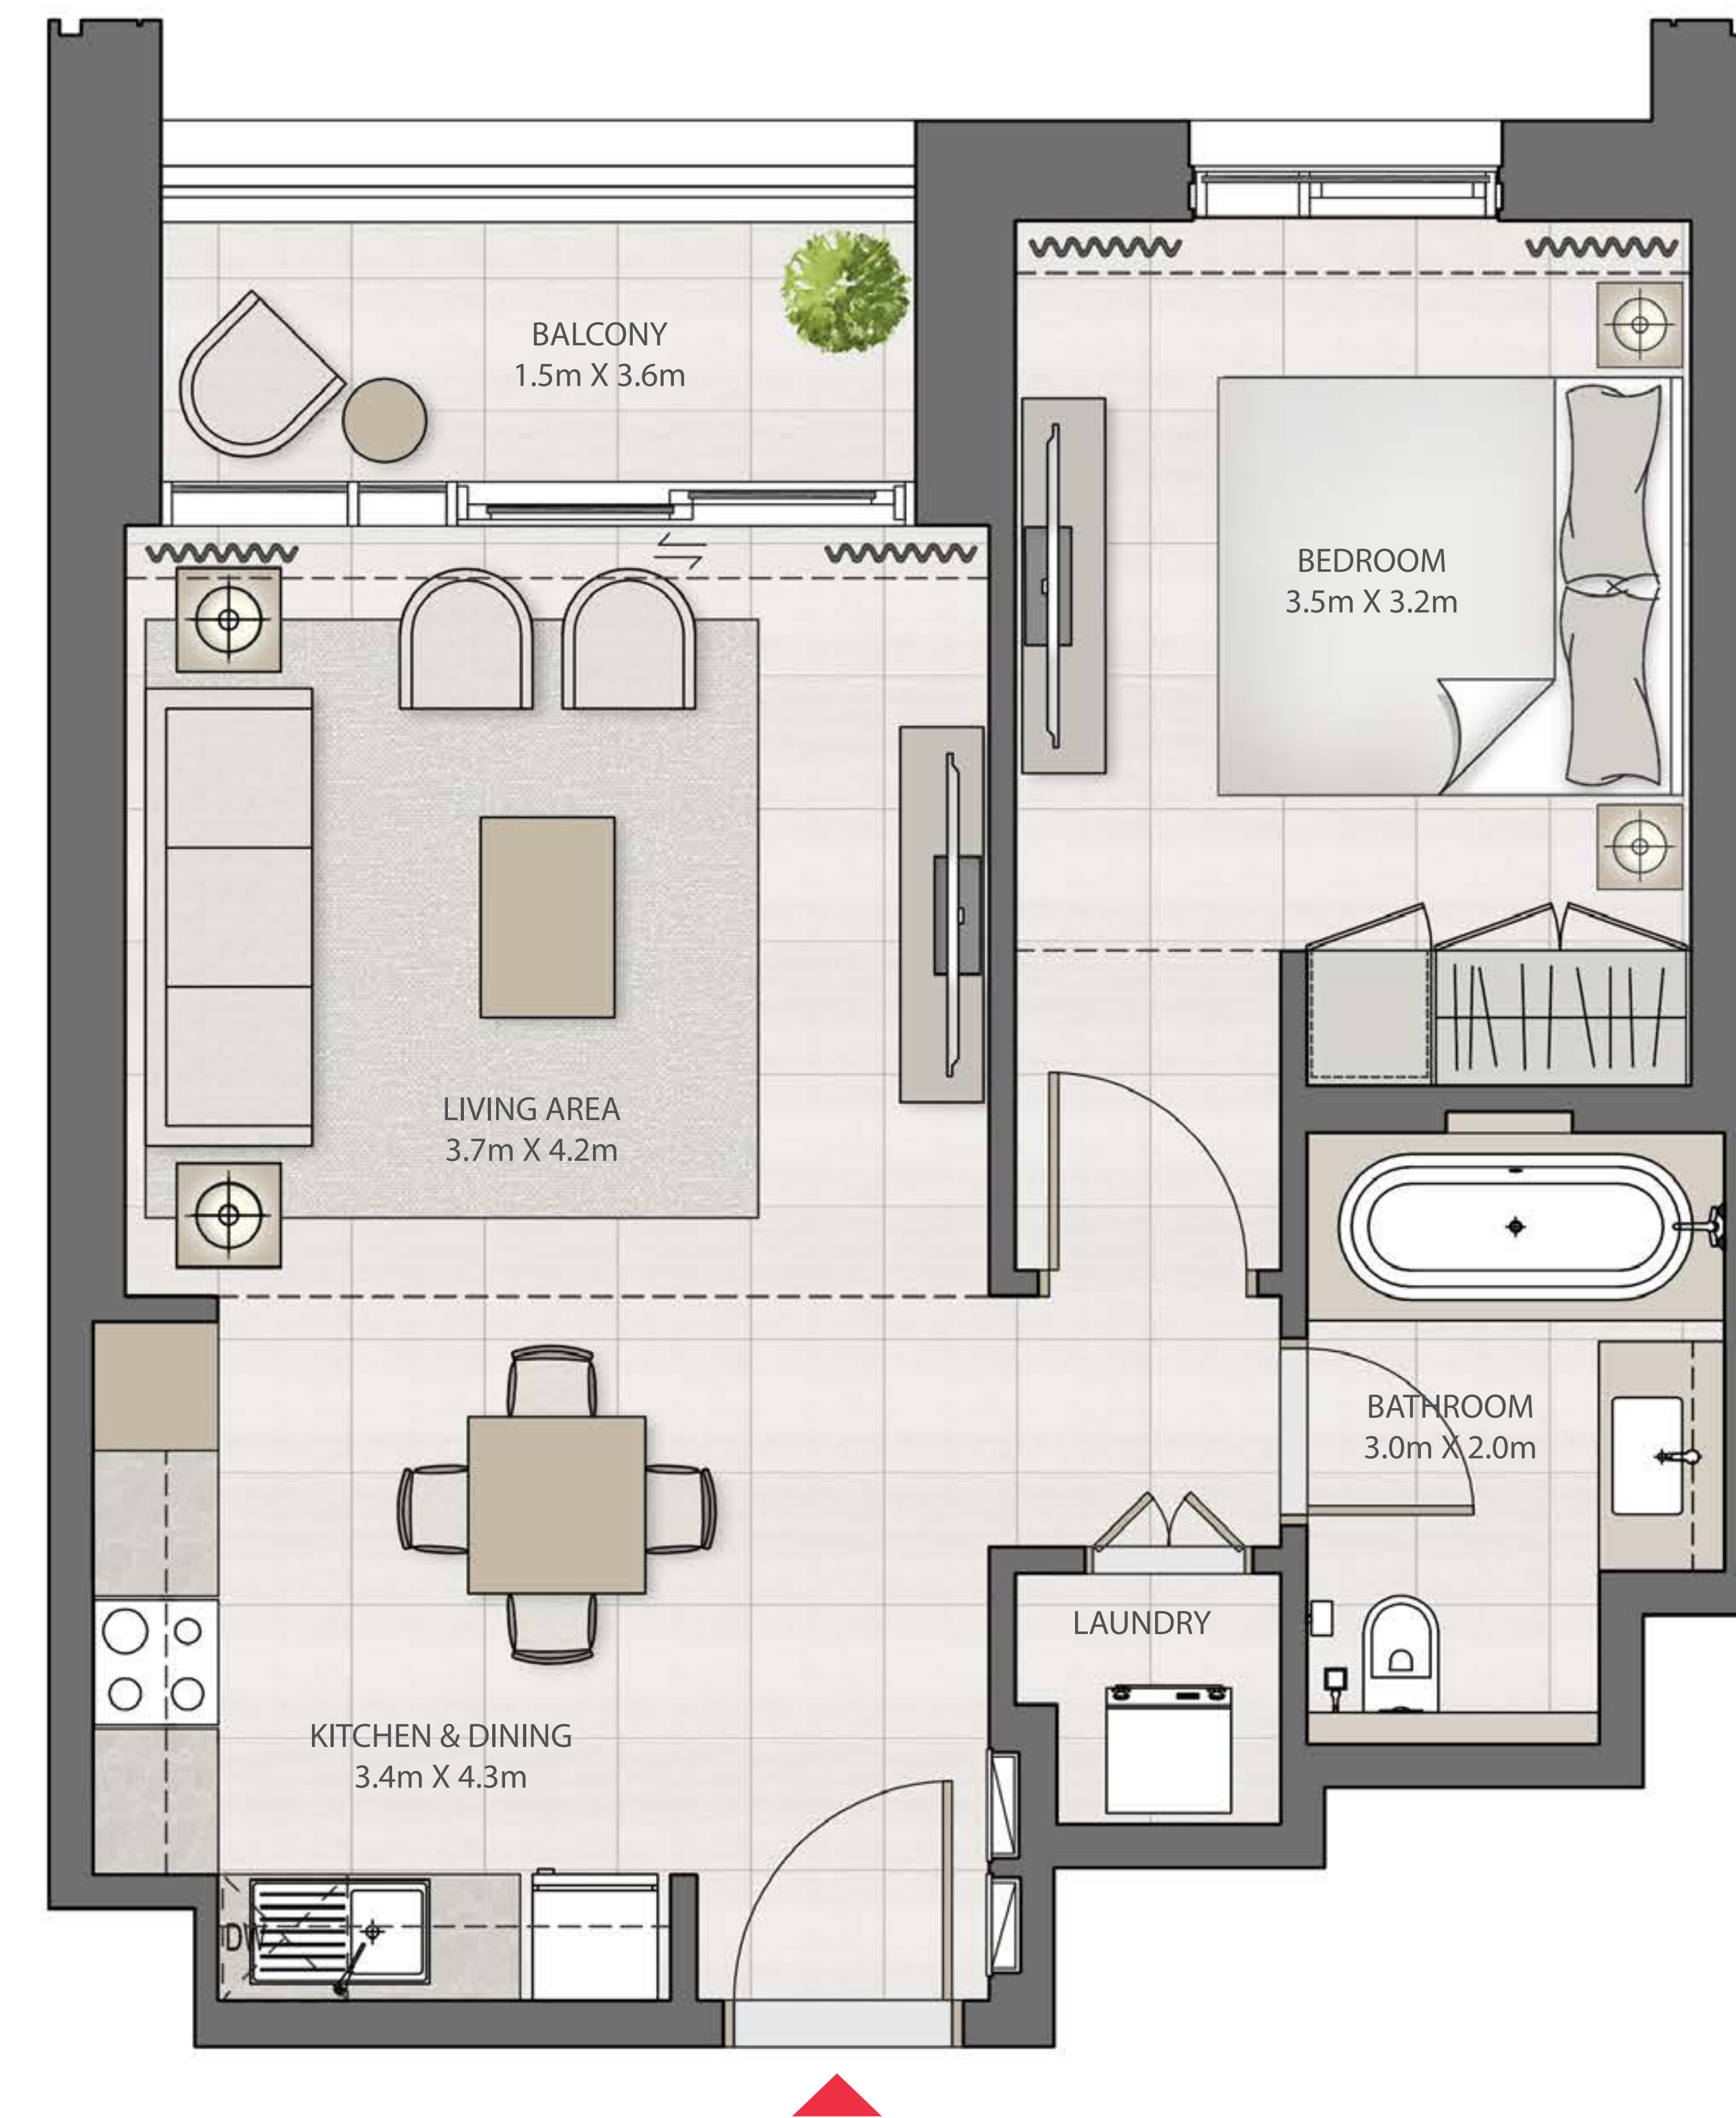 BALCONY
1.5m X 3.6m
BEDROOM
3.5m X 3.2m
LIVING AREA
3.7m X 4.2m
BATHROOM
3.0m X 2.0m
LAUNDRY
KITCHEN & DINING
3.4m X 4.3m
DW